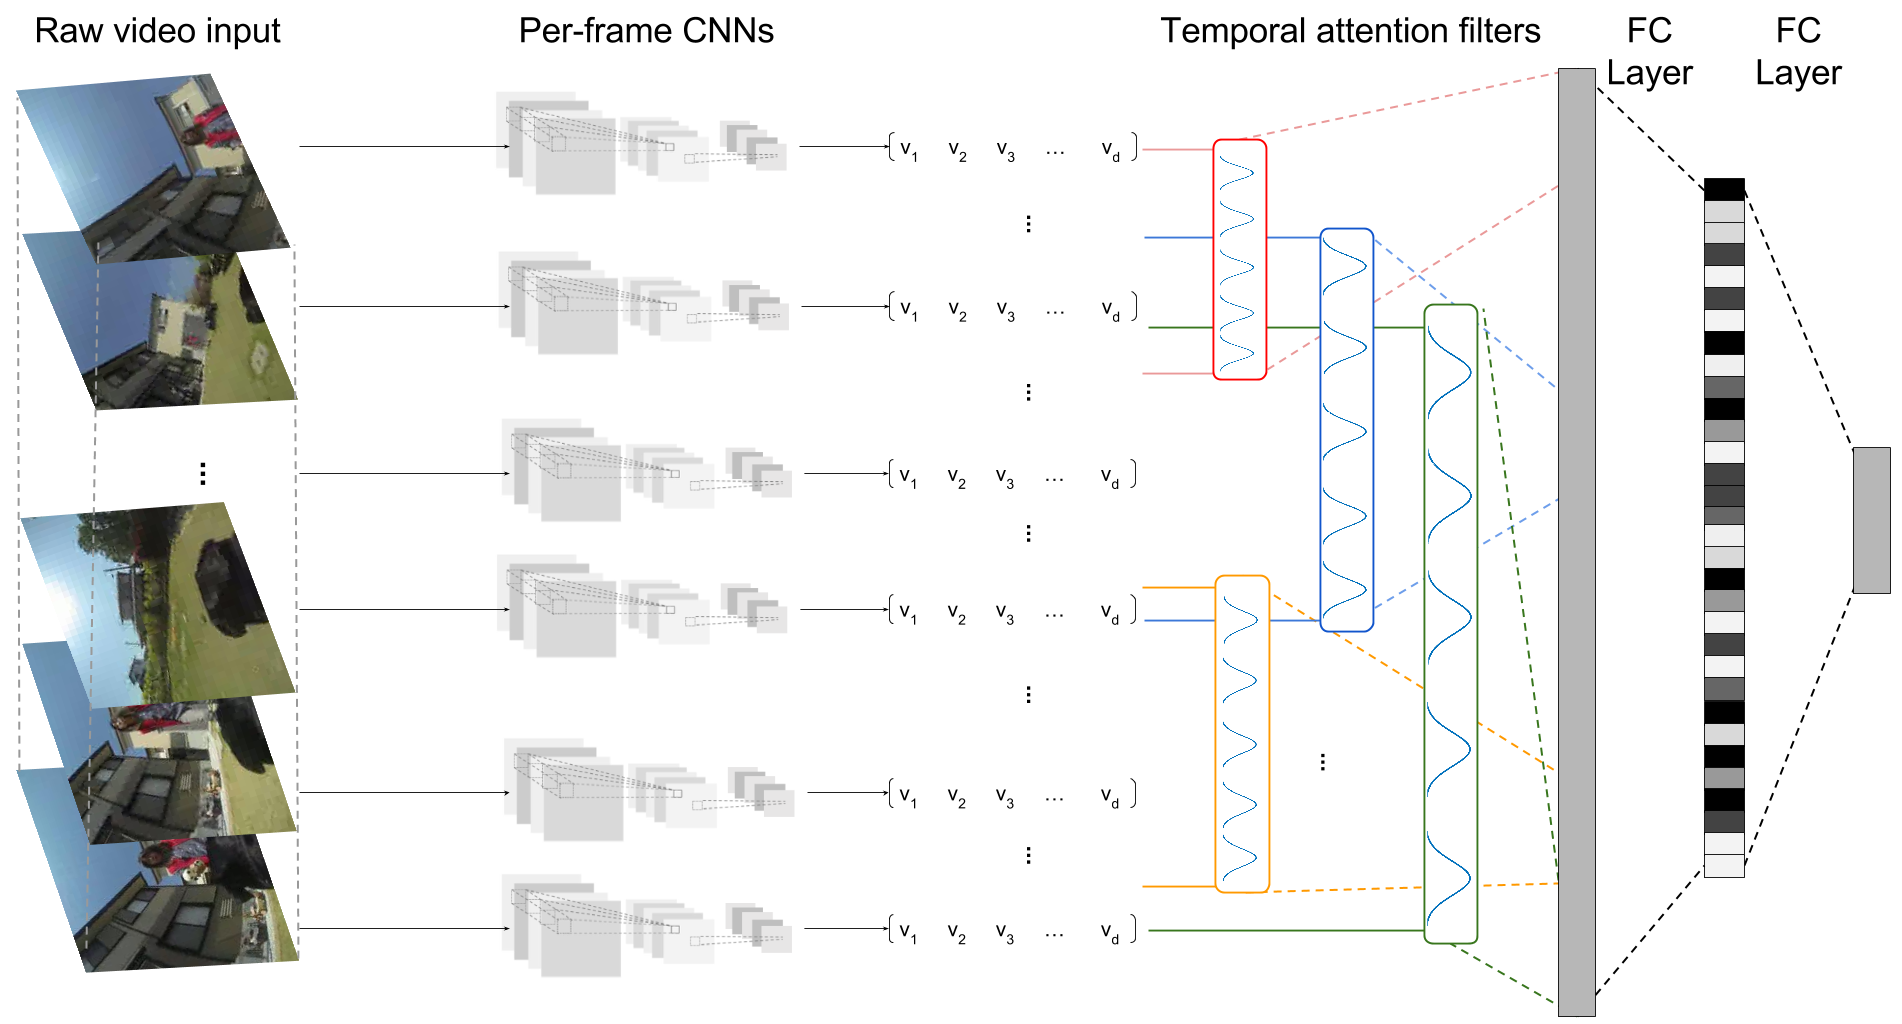 Raw video input
Per-frame CNNs
Temporal attention filters
FC Layer
FC Layer
v1 v2 v3 … vd
...
v1 v2 v3 … vd
...
v1 v2 v3 … vd
...
...
v1 v2 v3 … vd
...
...
v1 v2 v3 … vd
...
v1 v2 v3 … vd